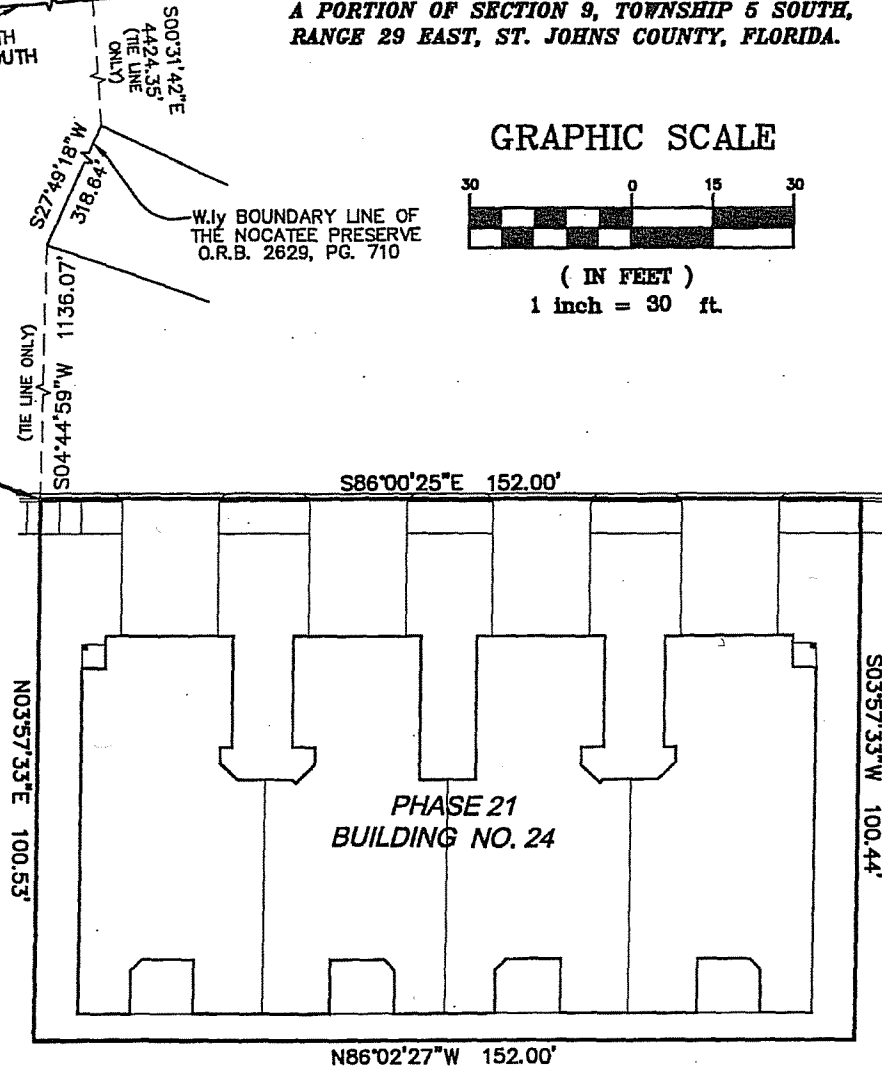 A PORTION OF SECTION 9, TOWNSHIP 5 SOUTH,
RANGE 29 EAST, ST. JOHNS COUNTY, FLORIDA.
TH
UTH
S00°31'42"E
4424.35'
(TIE LINE
ONLY)
GRAPHIC SCALE
30 0 15 30
( IN FEET )
1 inch = 30 ft.
S27°49'18"W
318.64'
W.ly BOUNDARY LINE OF
THE NOCATEE PRESERVE
O.R.B. 2629, PG. 710
(TIE LINE ONLY)
S04°44'59"W 1136.07'
S86°00'25"E 152.00'
N03°57'33"E 100.53'
S03°57'33"W 100.44'
PHASE 21
BUILDING NO. 24
N86°02'27"W 152.00'